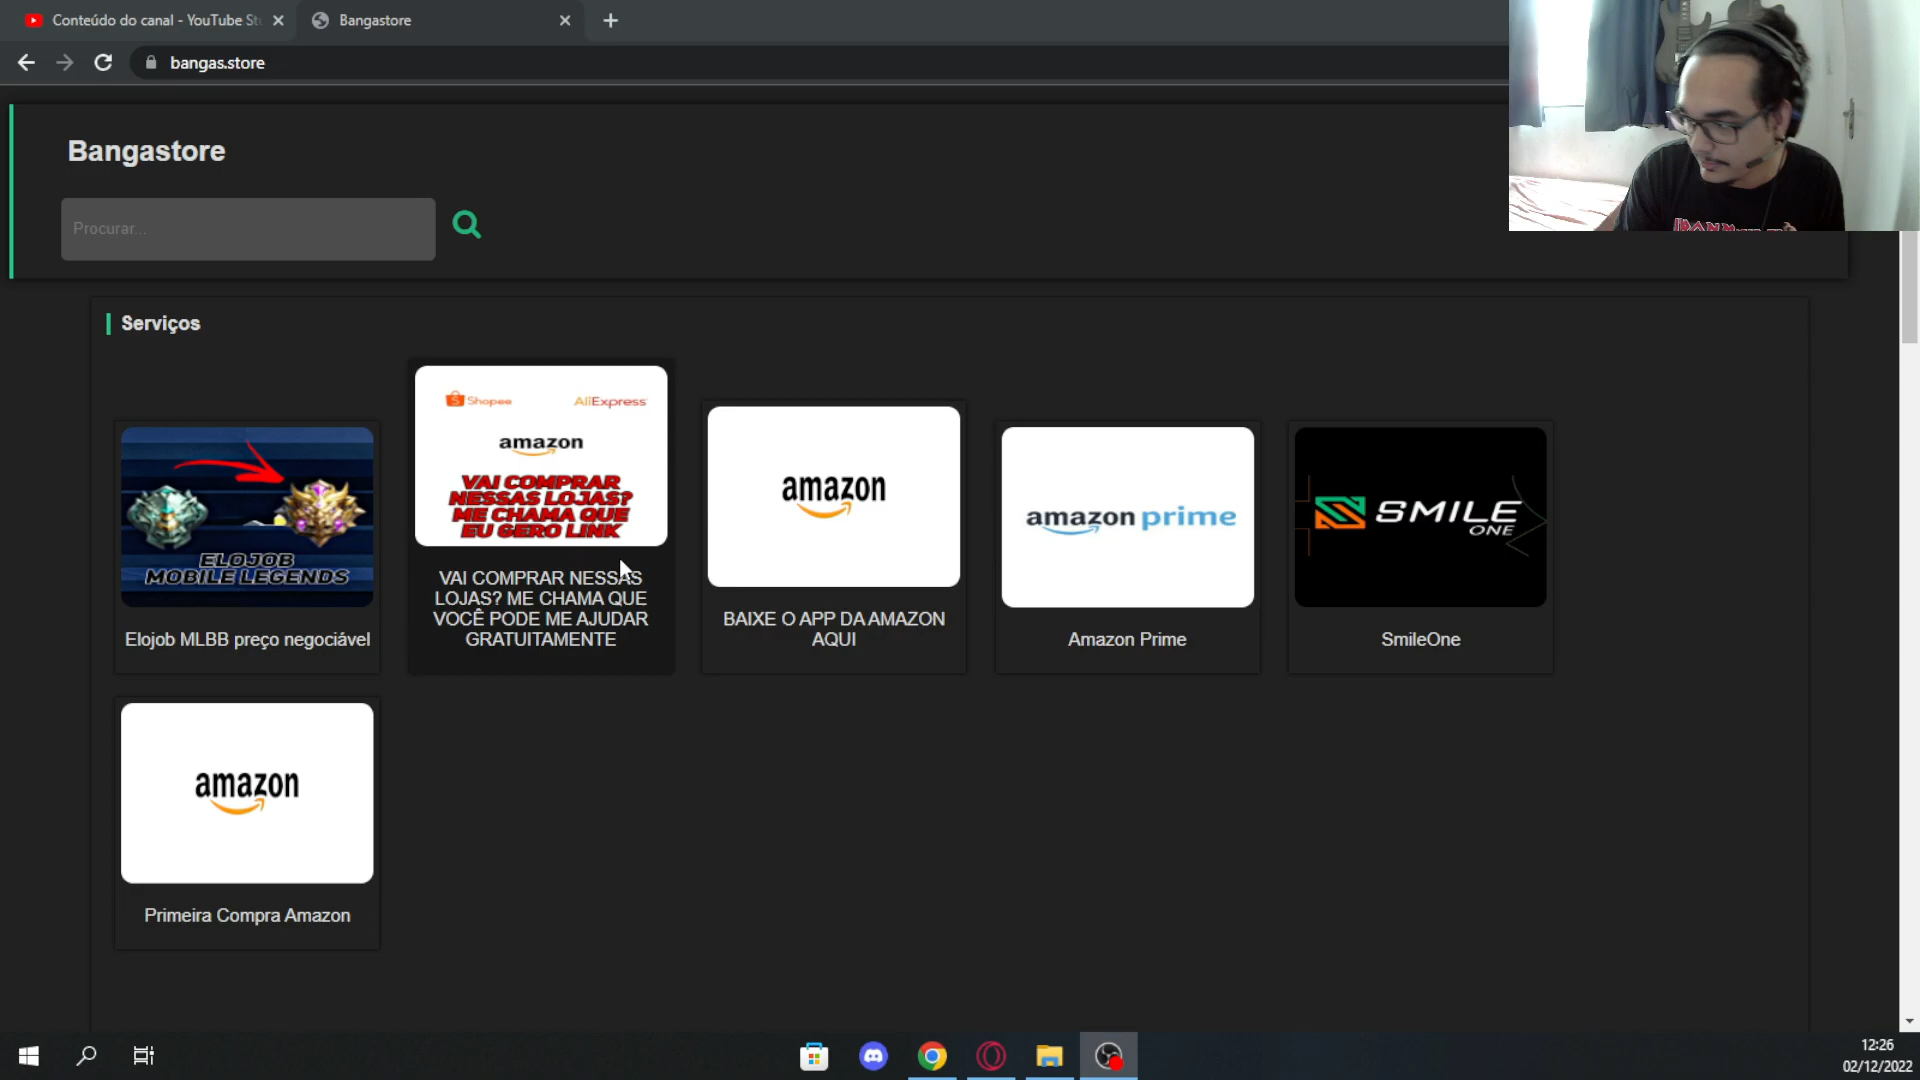 Conteúdo do canal - YouTube St
Bangastore
bangas.store
Bangastore
Procurar...
Serviços
ELOJOB
MOBILE LEGENDS
Elojob MLBB preço negociável
Shopee
AliExpress
amazon
VAI COMPRAR
NESSAS LOJAS?
ME CHAMA QUE
EU GERO LINK
VAI COMPRAR NESSAS
LOJAS? ME CHAMA QUE
VOCÊ PODE ME AJUDAR
GRATUITAMENTE
amazon
BAIXE O APP DA AMAZON
AQUI
amazon prime
Amazon Prime
SMILE
ONE
SmileOne
amazon
Primeira Compra Amazon
12:26
02/12/2022